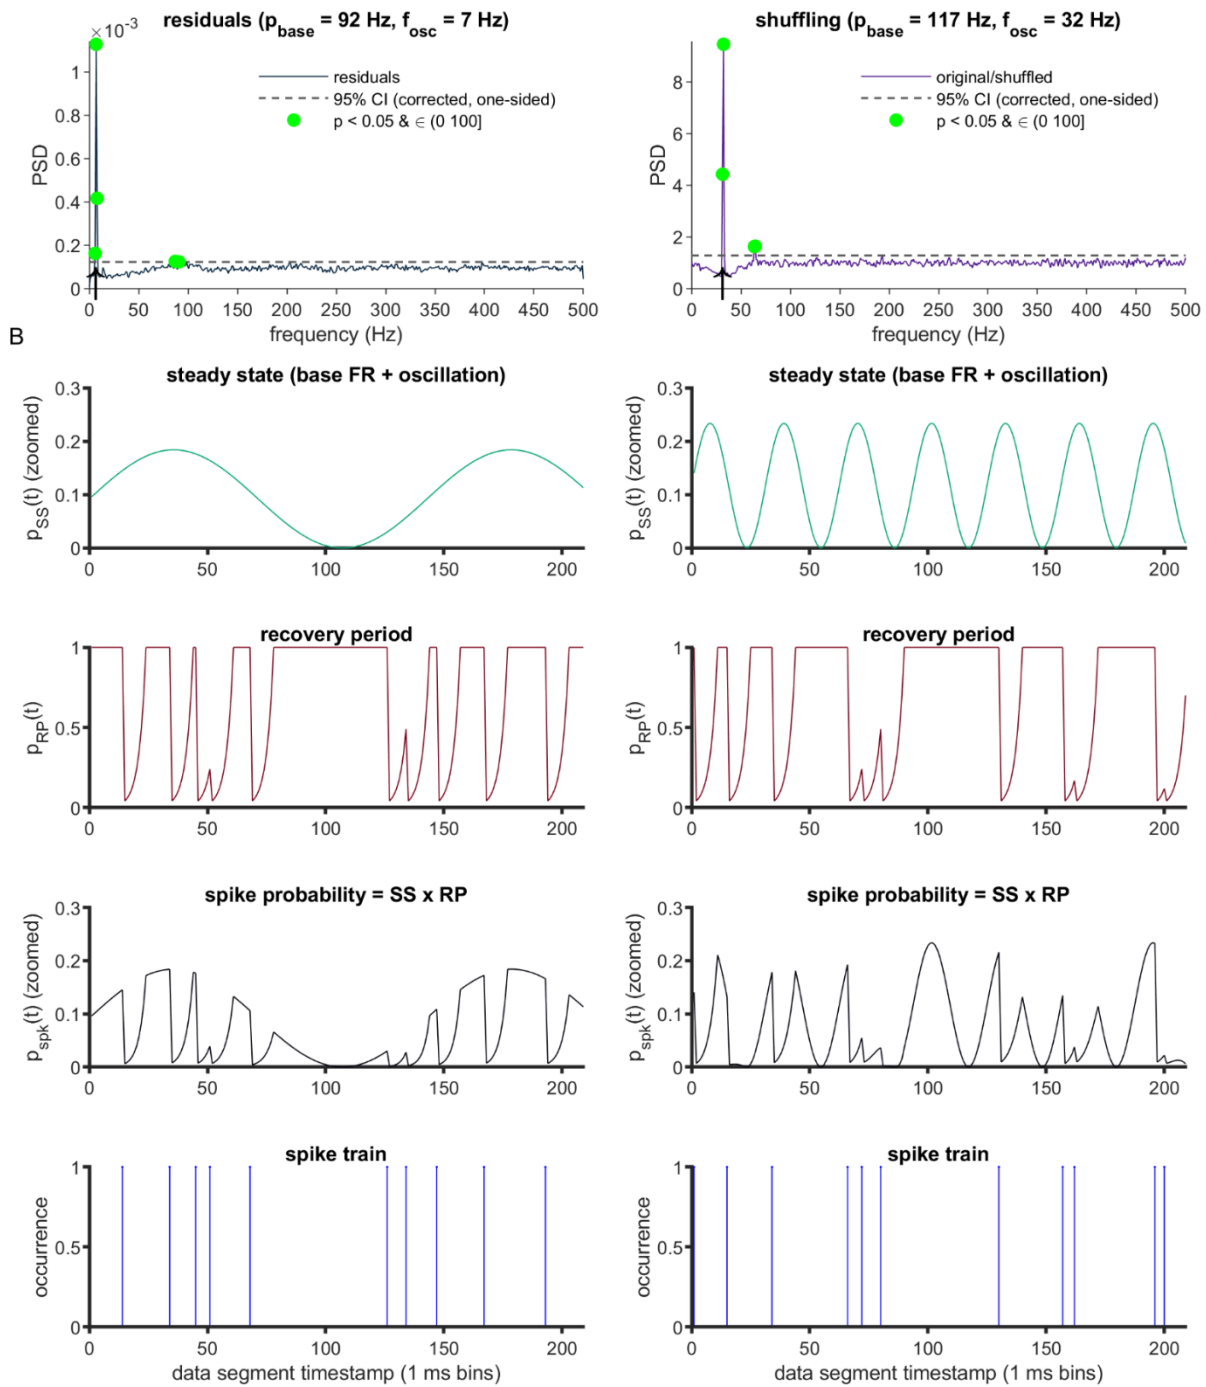 residuals (p_base = 92 Hz, f_osc = 7 Hz)
×10^-3
1
0.8
0.6
0.4
0.2
0
PSD
residuals
95% CI (corrected, one-sided)
p < 0.05 & ∈ (0 100]
0 50 100 150 200 250 300 350 400 450 500
frequency (Hz)
shuffling (p_base = 117 Hz, f_osc = 32 Hz)
8
6
4
2
0
PSD
original/shuffled
95% CI (corrected, one-sided)
p < 0.05 & ∈ (0 100]
0 50 100 150 200 250 300 350 400 450 500
frequency (Hz)
B
steady state (base FR + oscillation)
0.3
0.2
0.1
0
p_SS(t) (zoomed)
0 50 100 150 200
steady state (base FR + oscillation)
0.3
0.2
0.1
0
p_SS(t) (zoomed)
0 50 100 150 200
recovery period
1
0.5
0
p_RP(t)
0 50 100 150 200
recovery period
1
0.5
0
p_RP(t)
0 50 100 150 200
spike probability = SS x RP
0.3
0.2
0.1
0
p_spk(t) (zoomed)
0 50 100 150 200
spike probability = SS x RP
0.3
0.2
0.1
0
p_spk(t) (zoomed)
0 50 100 150 200
spike train
1
0.5
0
occurrence
0 50 100 150 200
data segment timestamp (1 ms bins)
spike train
1
0.5
0
occurrence
0 50 100 150 200
data segment timestamp (1 ms bins)